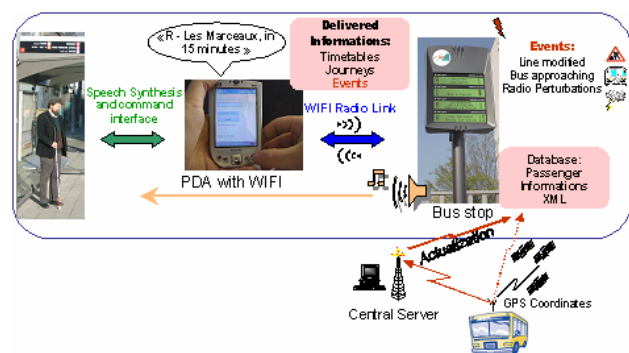 « R - Les Marceaux, in
15 minutes »
Delivered
Informations:
Timetables
Journeys
Events
Events:
Line modified
Bus approaching
Radio Perturbations
Speech Synthesis
and command
interface
WIFI Radio Link
PDA with WIFI
Bus stop
Database:
Passenger
Informations
XML
Actualization
Central Server
GPS Coordinates